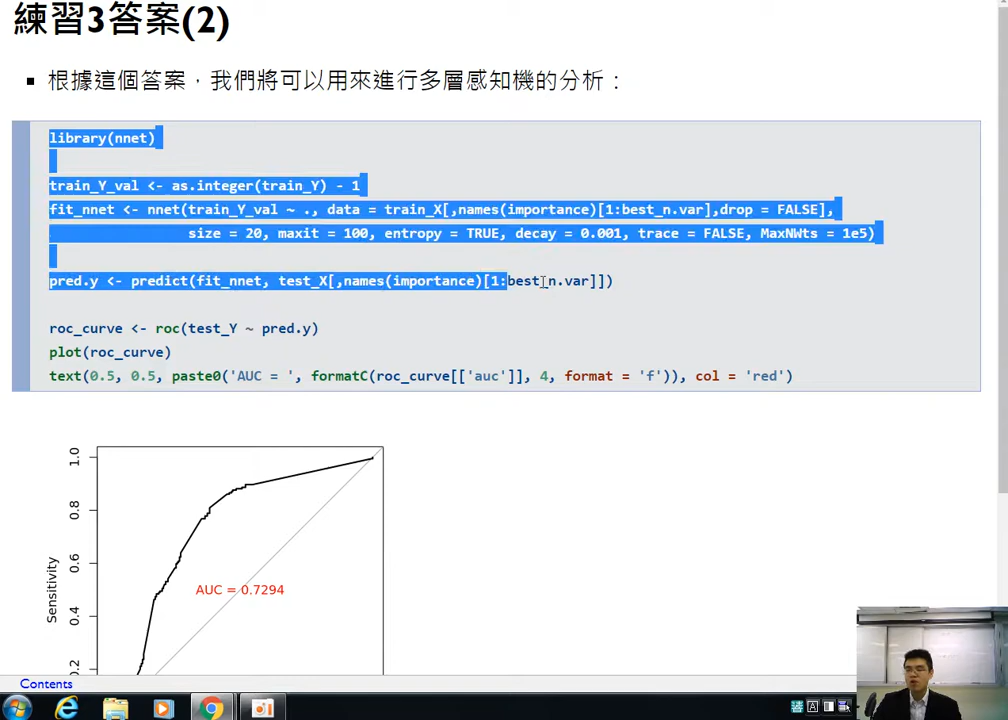 練習3答案(2)
根據這個答案，我們將可以用來進行多層感知機的分析：
library(nnet)
train_Y_val <- as.integer(train_Y) - 1
fit_nnet <- nnet(train_Y_val ~ ., data = train_X[,names(importance)[1:best_n.var],drop = FALSE],
size = 20, maxit = 100, entropy = TRUE, decay = 0.001, trace = FALSE, MaxNWts = 1e5)
pred.y <- predict(fit_nnet, test_X[,names(importance)[1:best_n.var]])
roc_curve <- roc(test_Y ~ pred.y)
plot(roc_curve)
text(0.5, 0.5, paste0('AUC = ', formatC(roc_curve[['auc']], 4, format = 'f')), col = 'red')
1.0
0.8
0.6
0.4
0.2
Sensitivity
AUC = 0.7294
Contents
A